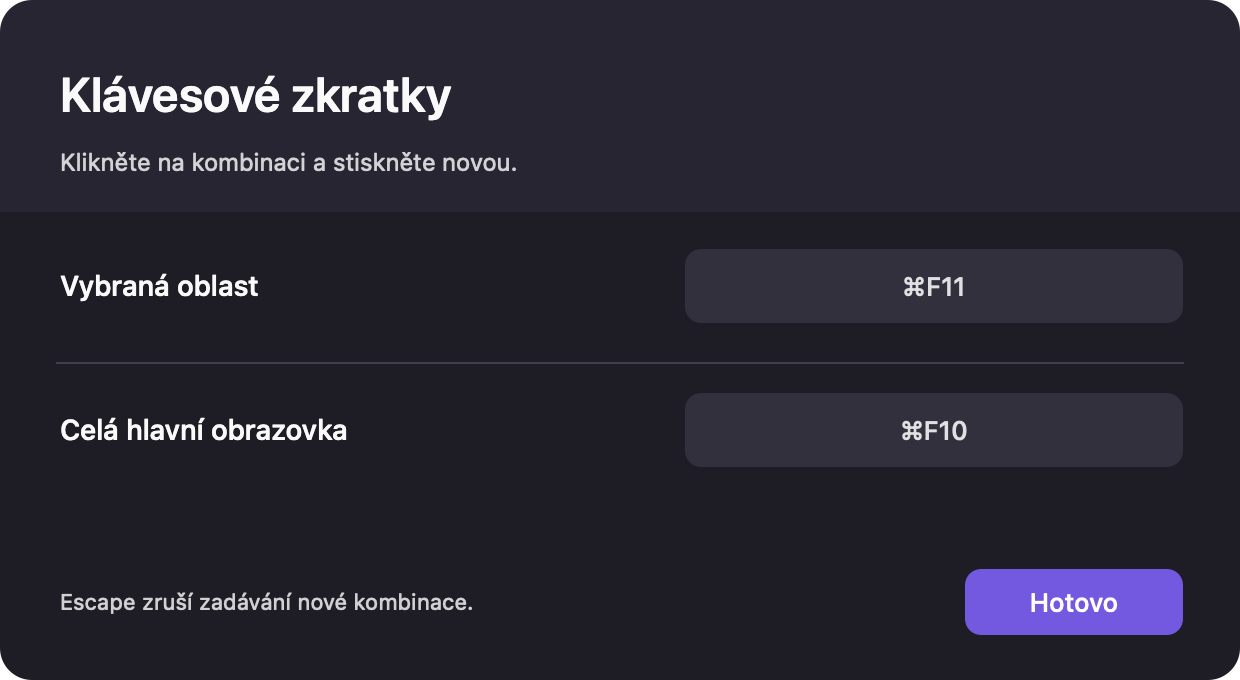 Klávesové zkratky
Klikněte na kombinaci a stiskněte novou.
Vybraná oblast
⌘F11
Celá hlavní obrazovka
⌘F10
Escape zruší zadávání nové kombinace.
Hotovo